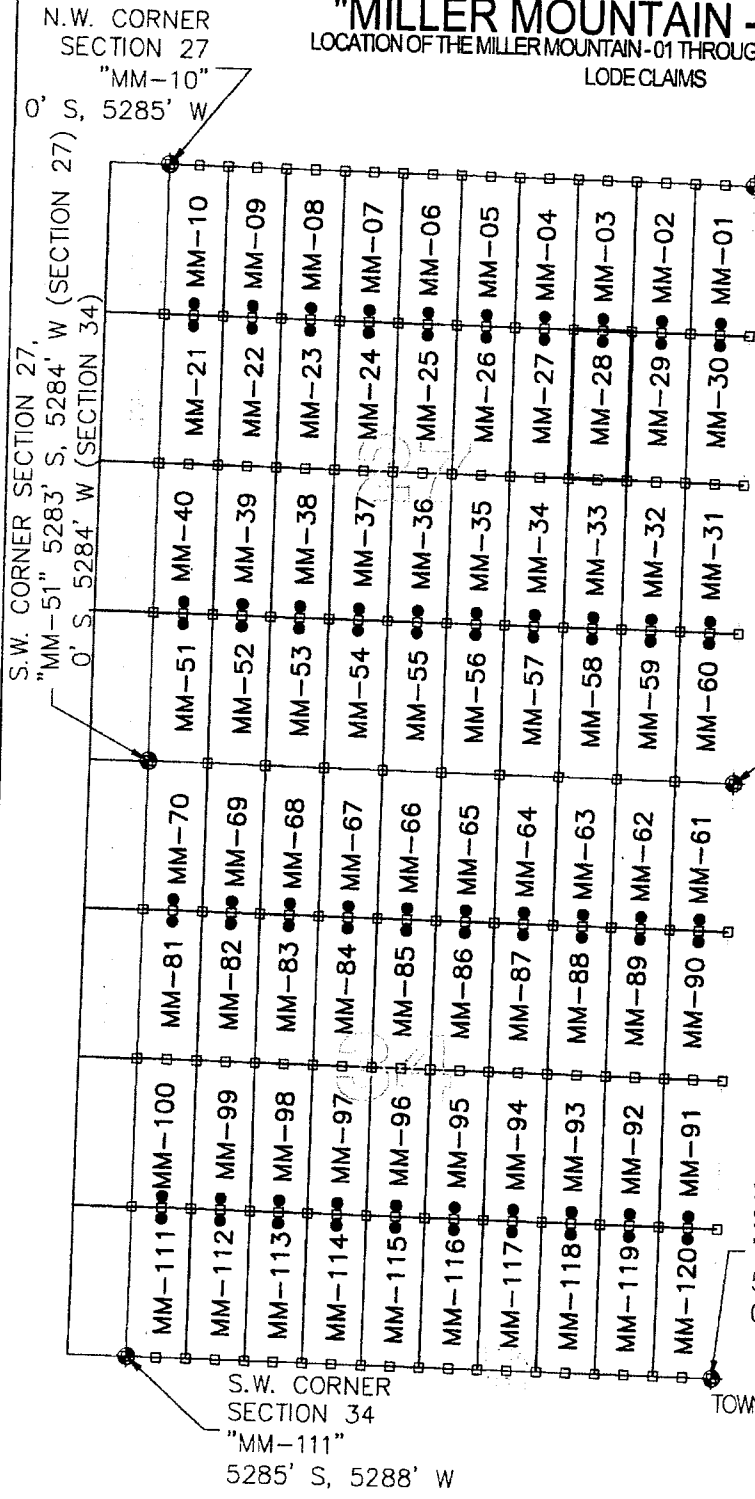 "MILLER MOUNTAIN -
LOCATION OF THE MILLER MOUNTAIN - 01 THROUG
LODE CLAIMS
N.W. CORNER
SECTION 27
"MM-10"
0' S, 5285' W
S.W. CORNER SECTION 27,
"MM-51" 5283' S, 5284' W (SECTION 27)
0' S 5284' W (SECTION 34)
MM-10 MM-09 MM-08 MM-07 MM-06 MM-05 MM-04 MM-03 MM-02 MM-01
MM-21 MM-22 MM-23 MM-24 MM-25 MM-26 MM-27 MM-28 MM-29 MM-30
27
MM-40 MM-39 MM-38 MM-37 MM-36 MM-35 MM-34 MM-33 MM-32 MM-31
MM-51 MM-52 MM-53 MM-54 MM-55 MM-56 MM-57 MM-58 MM-59 MM-60
MM-70 MM-69 MM-68 MM-67 MM-66 MM-65 MM-64 MM-63 MM-62 MM-61
MM-81 MM-82 MM-83 MM-84 MM-85 MM-86 MM-87 MM-88 MM-89 MM-90
34
MM-100 MM-99 MM-98 MM-97 MM-96 MM-95 MM-94 MM-93 MM-92 MM-91
MM-111 MM-112 MM-113 MM-114 MM-115 MM-116 MM-117 MM-118 MM-119 MM-120
S.W. CORNER
SECTION 34
"MM-111"
5285' S, 5288' W
TOWN